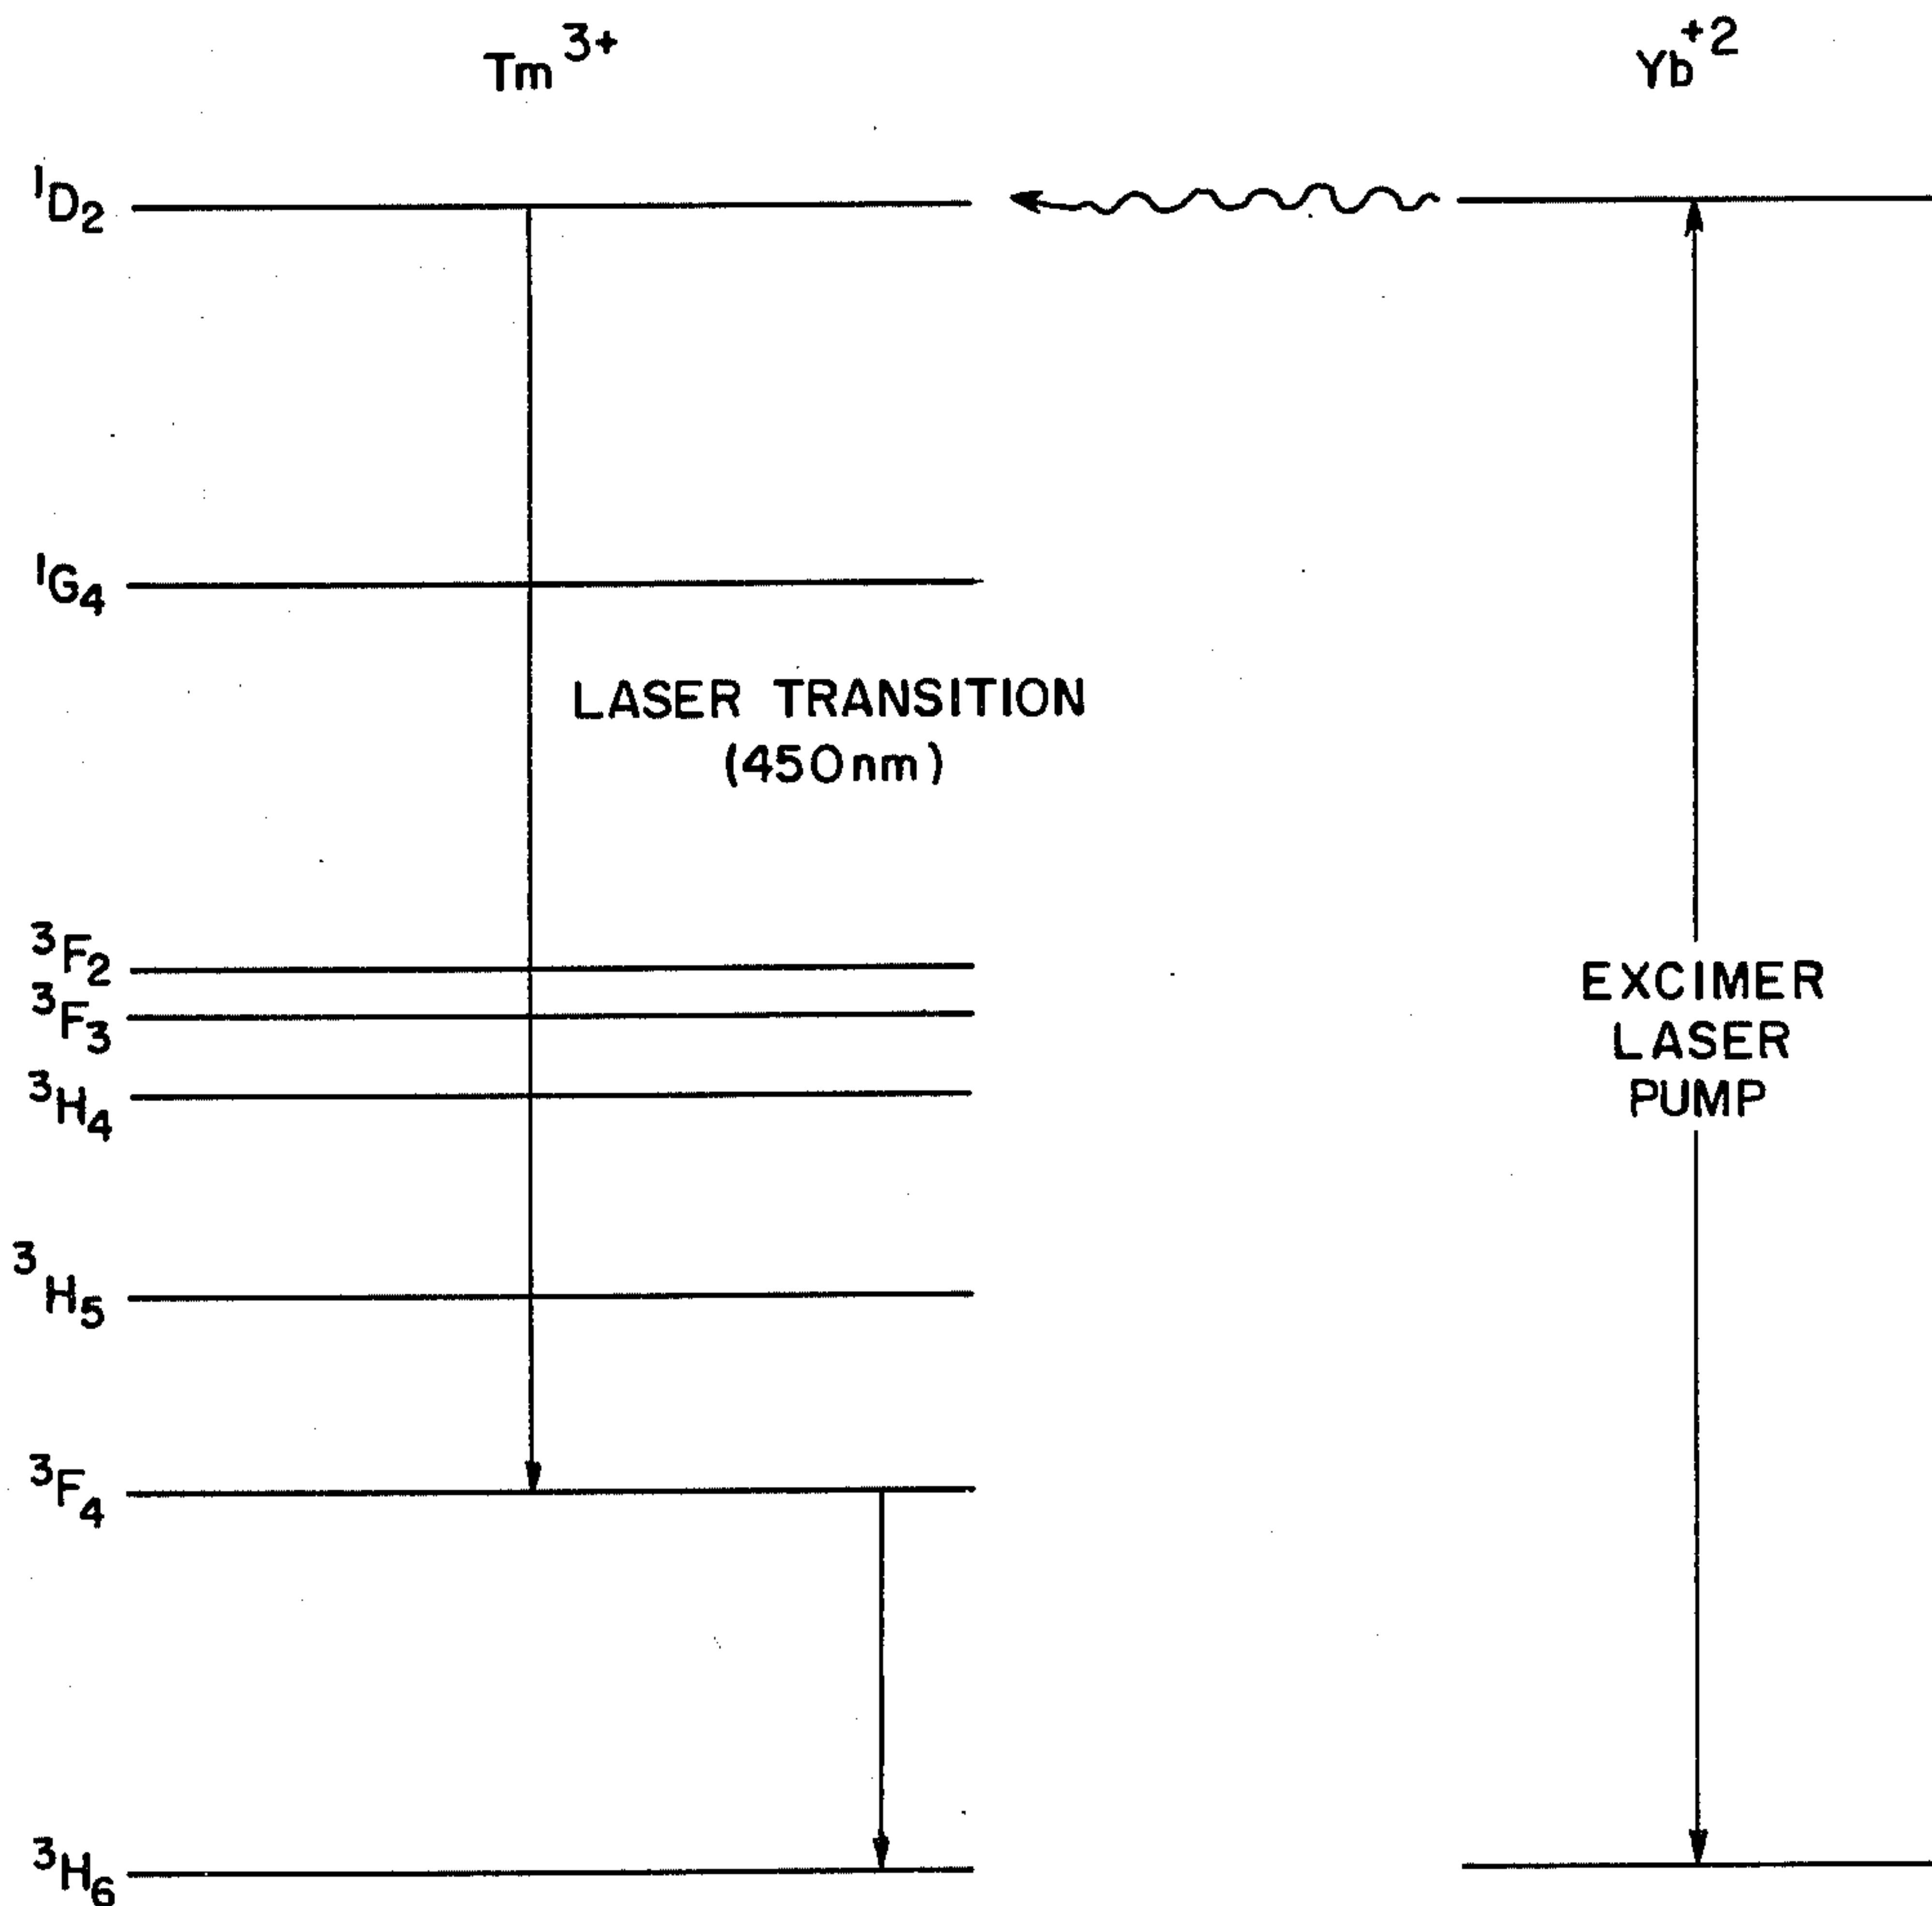 Tm³⁺
Yb⁺²
¹D₂
¹G₄
LASER TRANSITION
(450nm)
³F₂
³F₃
³H₄
EXCIMER
LASER
PUMP
³H₅
³F₄
³H₆